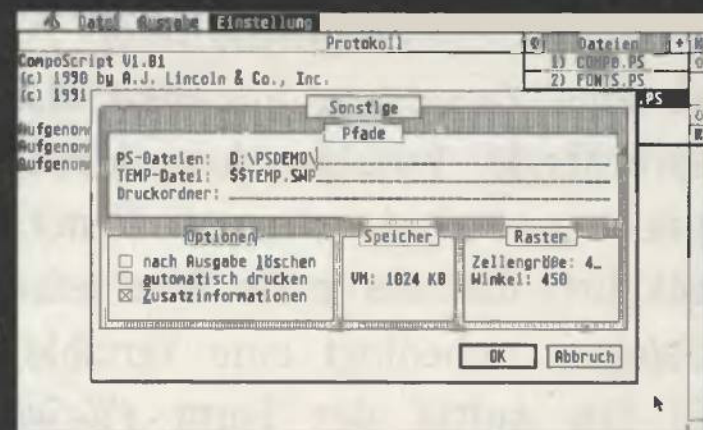 Datei Ausgabe Einstellung
Protokoll
Dateien
CompoScript V1.01
(c) 1990 by A.J. Lincoln & Co., Inc.
(c) 1991
1) COMPO.PS
2) FONTS.PS
.PS
Aufgenom
Aufgenom
Aufgenom
Sonstige
Pfade
PS-Dateien: D:\PSDEMO\
TEMP-Datei: $$TEMP.SWP
Druckordner:
Optionen
nach Ausgabe löschen
automatisch drucken
Zusatzinformationen
Speicher
VM: 1024 KB
Raster
Zellengröße: 4_
Winkel: 450
OK
Abbruch